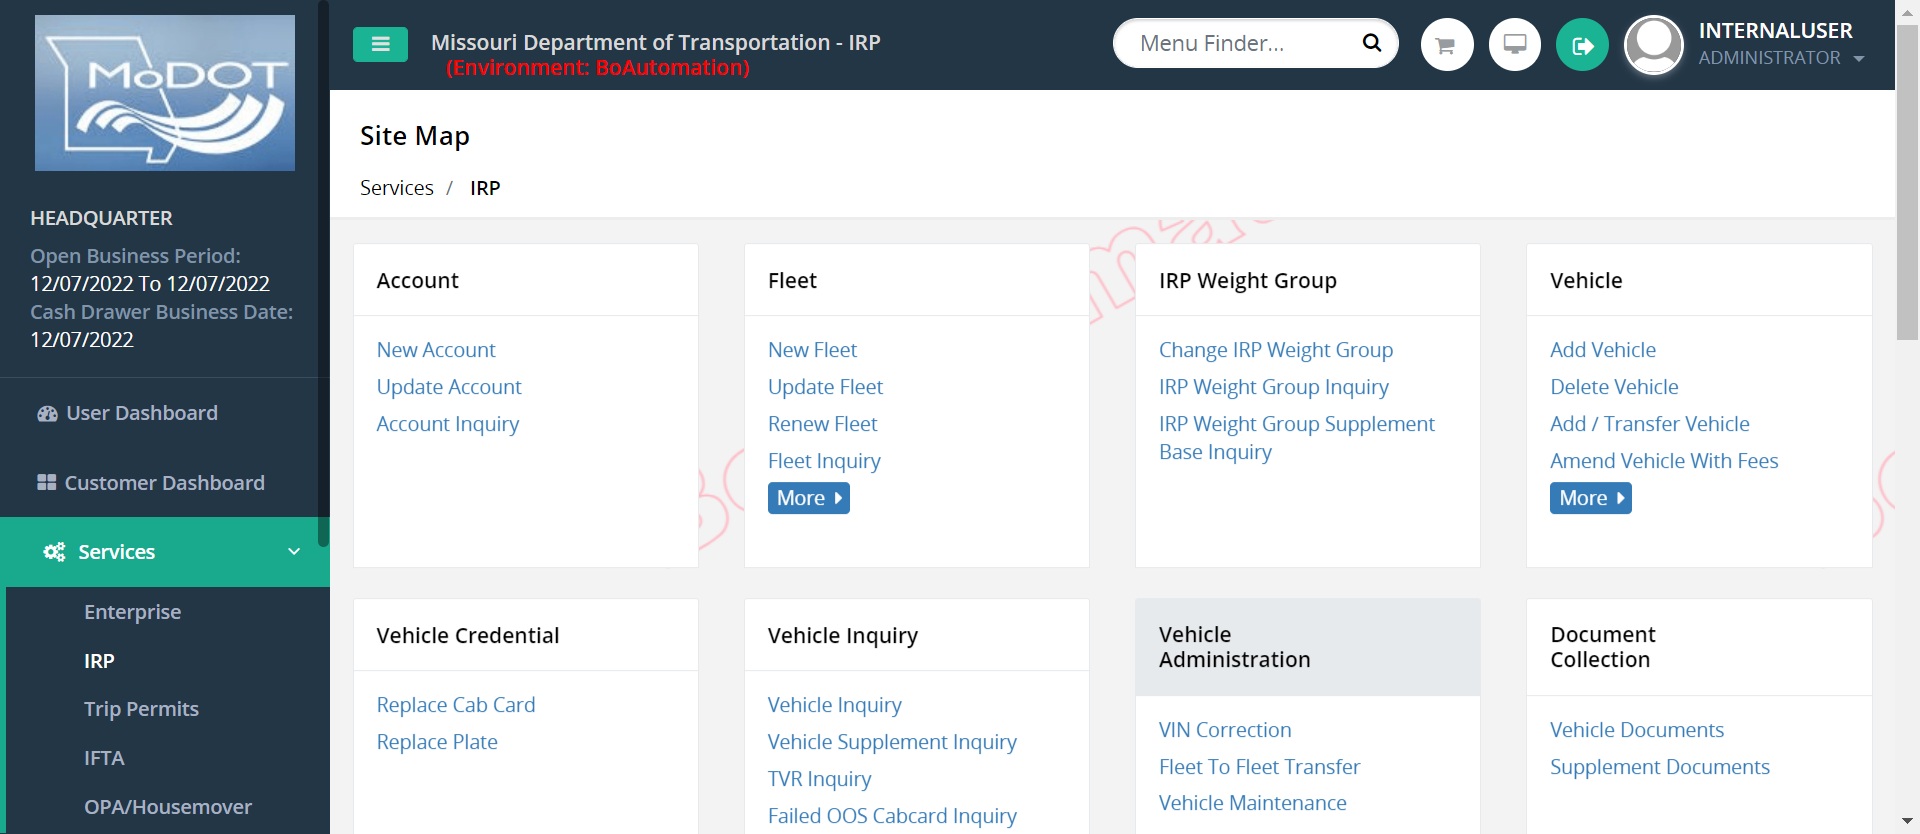 MoDOT
Missouri Department of Transportation - IRP
(Environment: BoAutomation)
Menu Finder...
INTERNALUSER
ADMINISTRATOR
HEADQUARTER
Open Business Period:
12/07/2022 To 12/07/2022
Cash Drawer Business Date:
12/07/2022
User Dashboard
Customer Dashboard
Services
Enterprise
IRP
Trip Permits
IFTA
OPA/Housemover
Site Map
Services / IRP
Account
New Account
Update Account
Account Inquiry
Fleet
New Fleet
Update Fleet
Renew Fleet
Fleet Inquiry
More
IRP Weight Group
Change IRP Weight Group
IRP Weight Group Inquiry
IRP Weight Group Supplement
Base Inquiry
Vehicle
Add Vehicle
Delete Vehicle
Add / Transfer Vehicle
Amend Vehicle With Fees
More
Vehicle Credential
Replace Cab Card
Replace Plate
Vehicle Inquiry
Vehicle Inquiry
Vehicle Supplement Inquiry
TVR Inquiry
Failed OOS Cabcard Inquiry
Vehicle
Administration
VIN Correction
Fleet To Fleet Transfer
Vehicle Maintenance
Document
Collection
Vehicle Documents
Supplement Documents